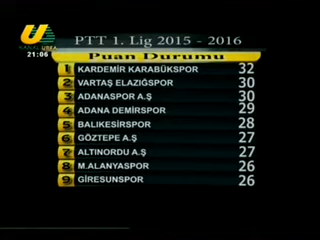 U
KANAL URFA
21:06
PTT 1. Lig 2015 - 2016
Puan Durumu
1 KARDEMİR KARABÜKSPOR 32
2 VARTAŞ ELAZIĞSPOR 30
3 ADANASPOR A.Ş 30
4 ADANA DEMİRSPOR 29
5 BALIKESİRSPOR 28
6 GÖZTEPE A.Ş 27
7 ALTINORDU A.Ş 27
8 M.ALANYASPOR 26
9 GİRESUNSPOR 26